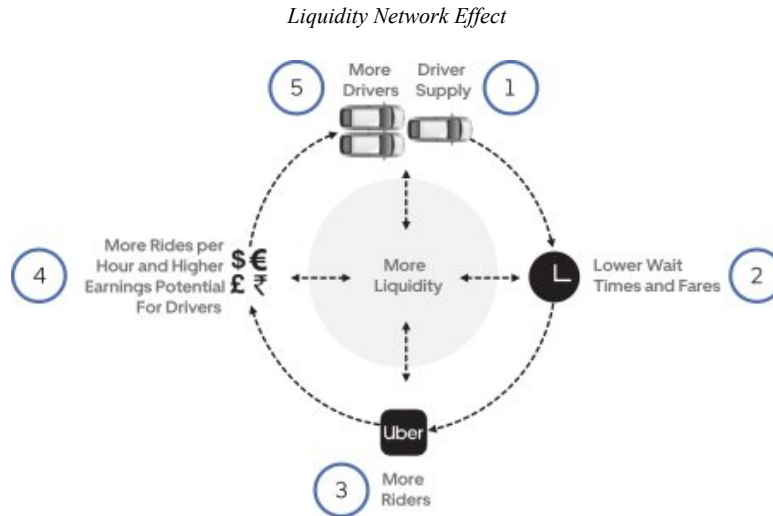 Liquidity Network Effect
5
More
Drivers
Driver
Supply
1
More Rides per
Hour and Higher
Earnings Potential
For Drivers
$€
£₹
4
More
Liquidity
Lower Wait
Times and Fares
2
Uber
3
More
Riders